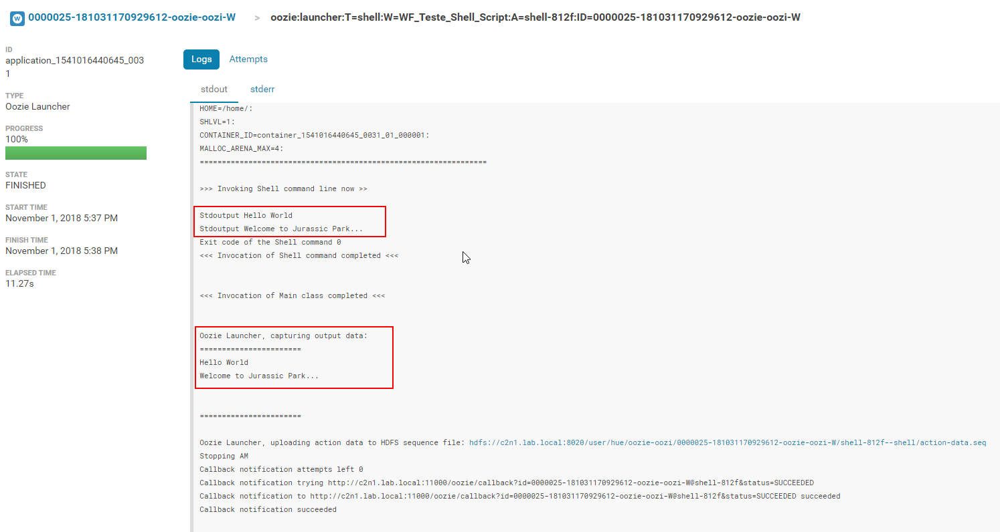 W 0000025-181031170929612-oozie-oozi-W > oozie:launcher:T=shell:W=WF_Teste_Shell_Script:A=shell-812f:ID=0000025-181031170929612-oozie-oozi-W
ID
application_1541016440645_003
1
TYPE
Oozie Launcher
PROGRESS
100%
STATE
FINISHED
START TIME
November 1, 2018 5:37 PM
FINISH TIME
November 1, 2018 5:38 PM
ELAPSED TIME
11.27s
Logs Attempts
stdout stderr
HOME=/home/:
SHLVL=1:
CONTAINER_ID=container_1541016440645_0031_01_000001:
MALLOC_ARENA_MAX=4:
=================================================================
>>> Invoking Shell command line now >>
Stdoutput Hello World
Stdoutput Welcome to Jurassic Park...
Exit code of the Shell command 0
<<< Invocation of Shell command completed <<<
<<< Invocation of Main class completed <<<
Oozie Launcher, capturing output data:
=======================
Hello World
Welcome to Jurassic Park...
=======================
Oozie Launcher, uploading action data to HDFS sequence file: hdfs://c2n1.lab.local:8020/user/hue/oozie-oozi/0000025-181031170929612-oozie-oozi-W/shell-812f--shell/action-data.seq
Stopping AM
Callback notification attempts left 0
Callback notification trying http://c2n1.lab.local:11000/oozie/callback?id=0000025-181031170929612-oozie-oozi-W@shell-812f&status=SUCCEEDED
Callback notification to http://c2n1.lab.local:11000/oozie/callback?id=0000025-181031170929612-oozie-oozi-W@shell-812f&status=SUCCEEDED succeeded
Callback notification succeeded